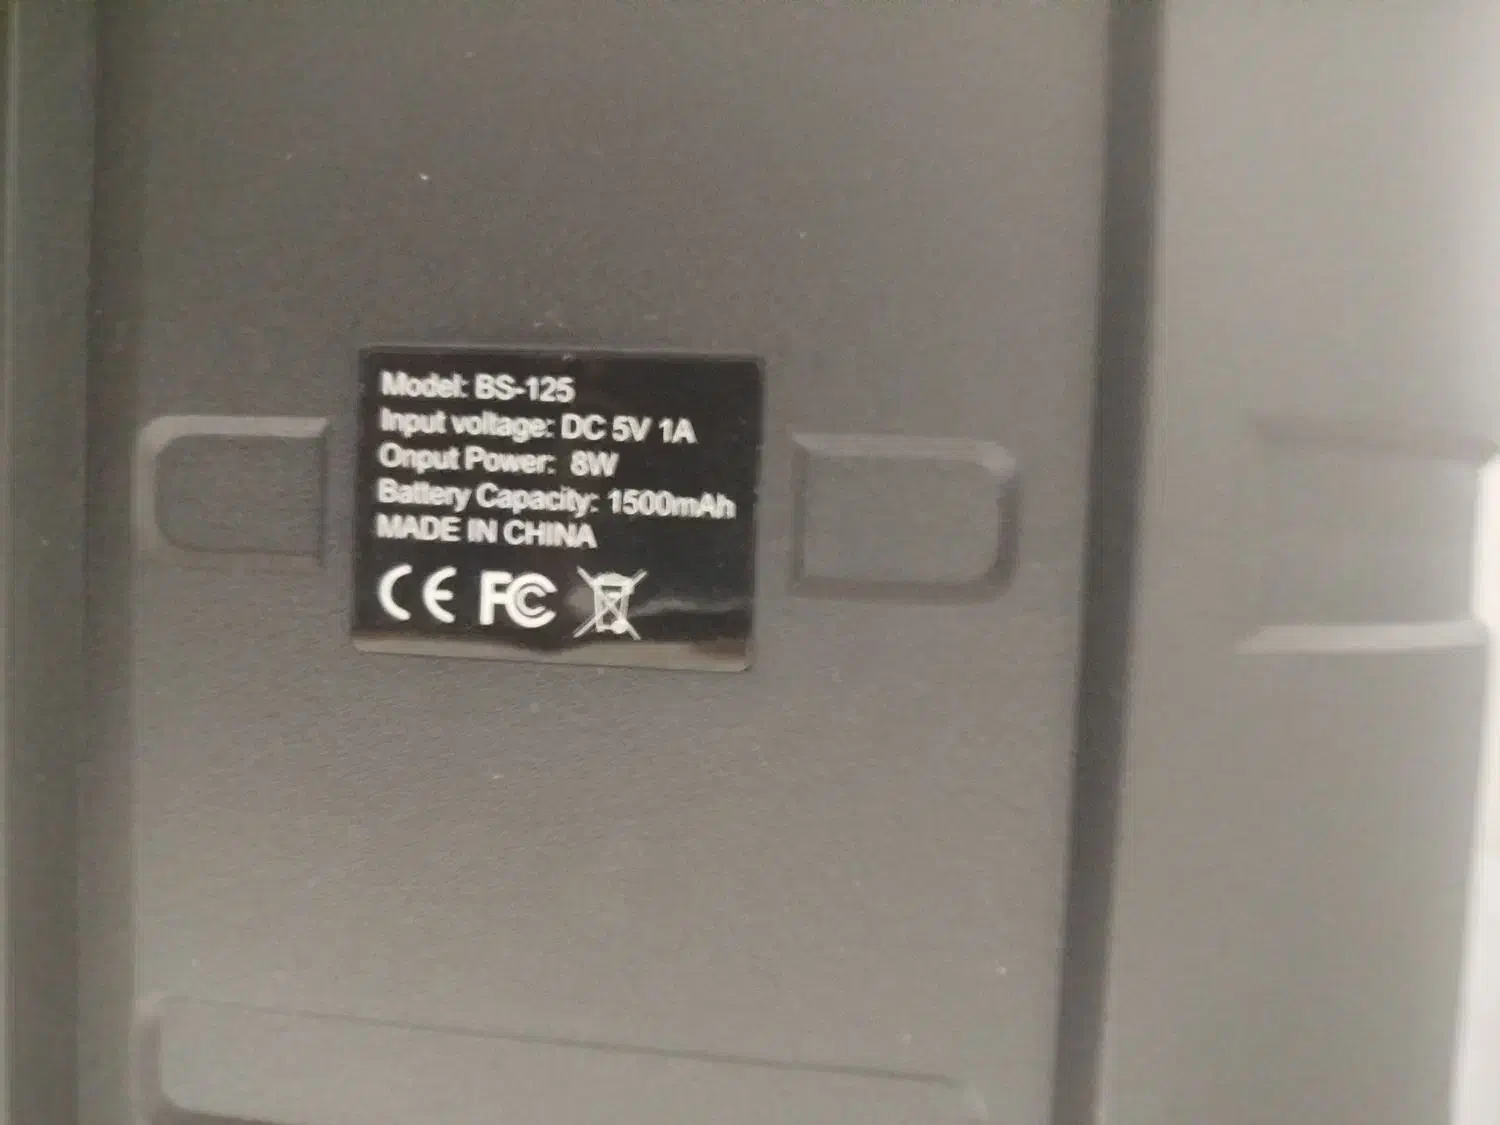 Model: BS-125
Input voltage: DC 5V 1A
Onput Power: 8W
Battery Capacity: 1500mAh
MADE IN CHINA
CE FC